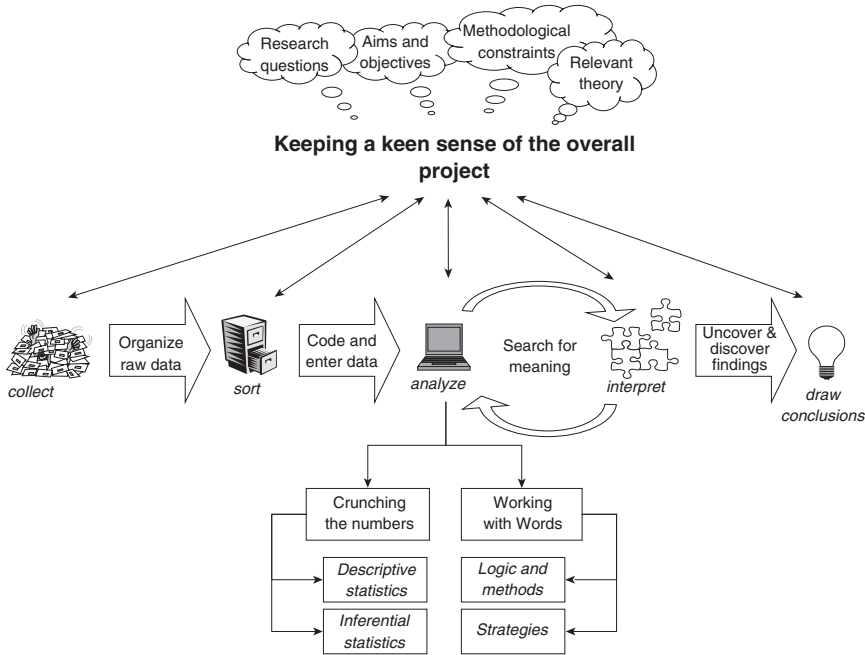 Research
questions
Aims and
objectives
Methodological
constraints
Relevant
theory
Keeping a keen sense of the overall
project
collect
Organize
raw data
sort
Code and
enter data
analyze
Search for
meaning
interpret
Uncover &
discover
findings
draw
conclusions
Crunching
the numbers
Working
with Words
Descriptive
statistics
Logic and
methods
Inferential
statistics
Strategies